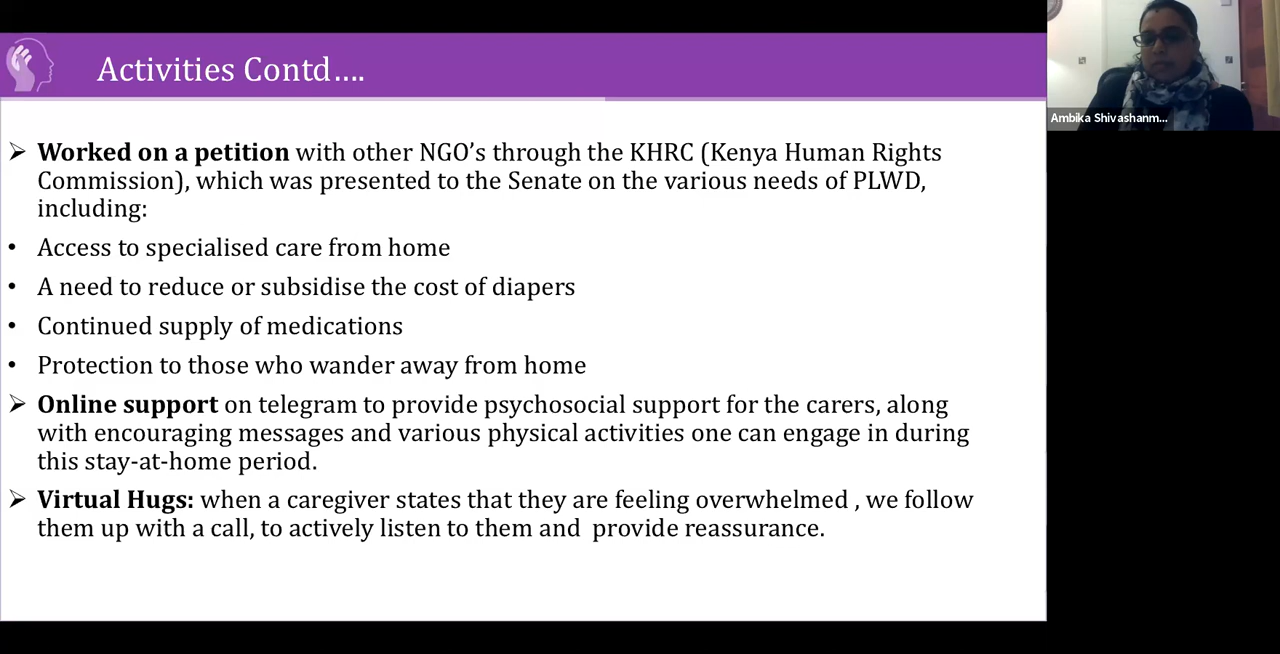 Activities Contd....
➢ Worked on a petition with other NGO's through the KHRC (Kenya Human Rights
Commission), which was presented to the Senate on the various needs of PLWD,
including:
• Access to specialised care from home
• A need to reduce or subsidise the cost of diapers
• Continued supply of medications
• Protection to those who wander away from home
➢ Online support on telegram to provide psychosocial support for the carers, along
with encouraging messages and various physical activities one can engage in during
this stay-at-home period.
➢ Virtual Hugs: when a caregiver states that they are feeling overwhelmed , we follow
them up with a call, to actively listen to them and  provide reassurance.
Ambika Shivashanm...